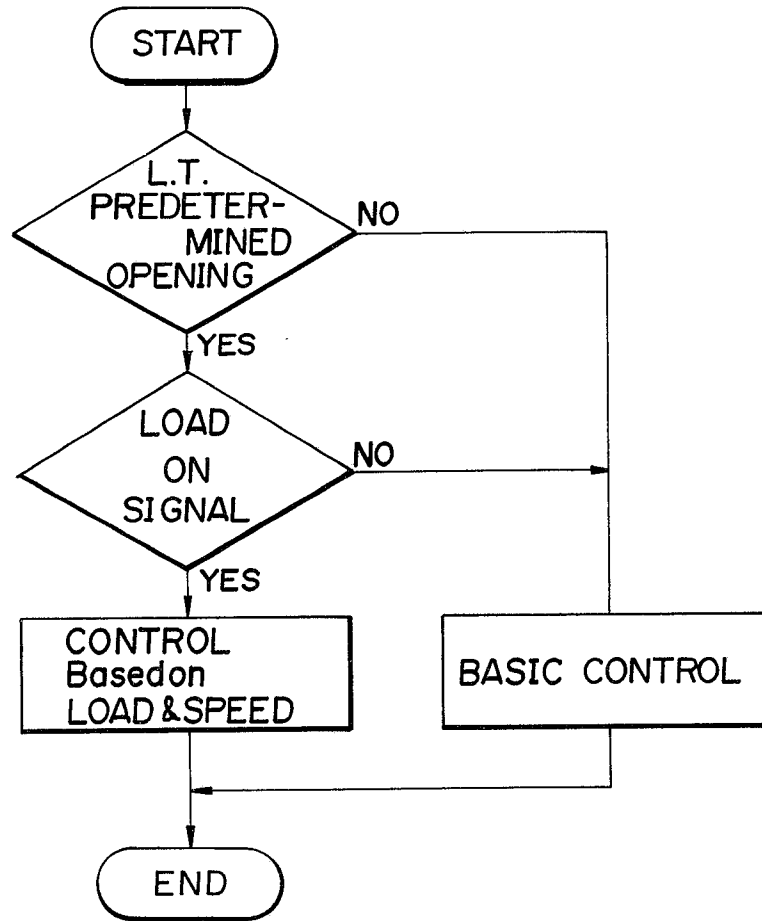 START
L.T.
PREDETER-
MINED
OPENING
NO
YES
LOAD
ON
SIGNAL
NO
YES
CONTROL
Basedon
LOAD&SPEED
BASIC CONTROL
END